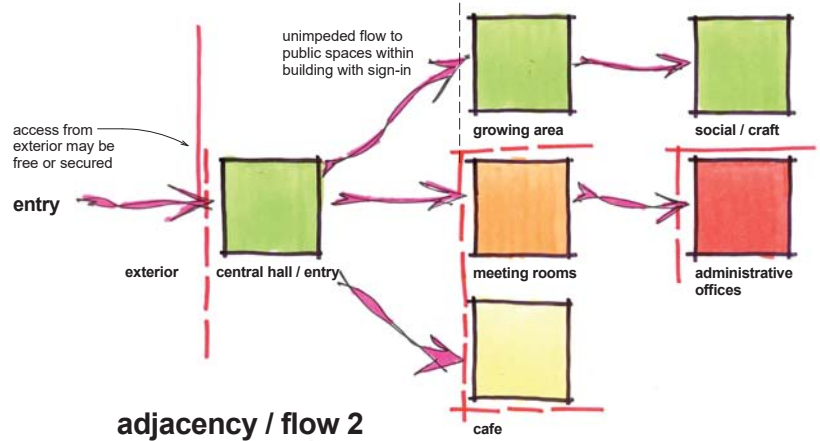 unimpeded flow to
public spaces within
building with sign-in
growing area
social / craft
access from
exterior may be
free or secured
entry
exterior
central hall / entry
meeting rooms
administrative
offices
cafe
adjacency / flow 2